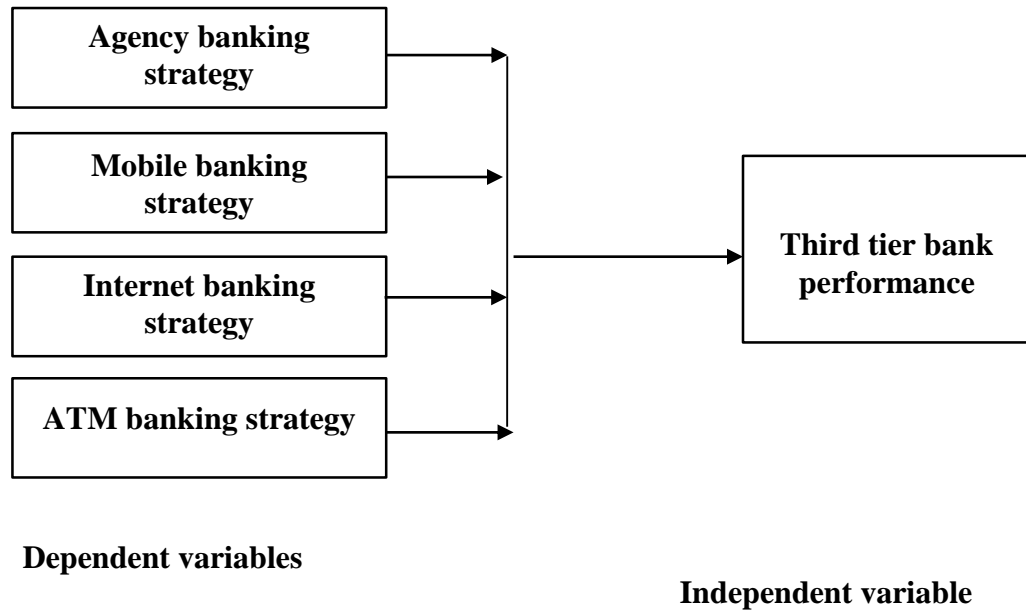 Agency banking
strategy
Mobile banking
strategy
Internet banking
strategy
ATM banking strategy
Third tier bank
performance
Dependent variables
Independent variable